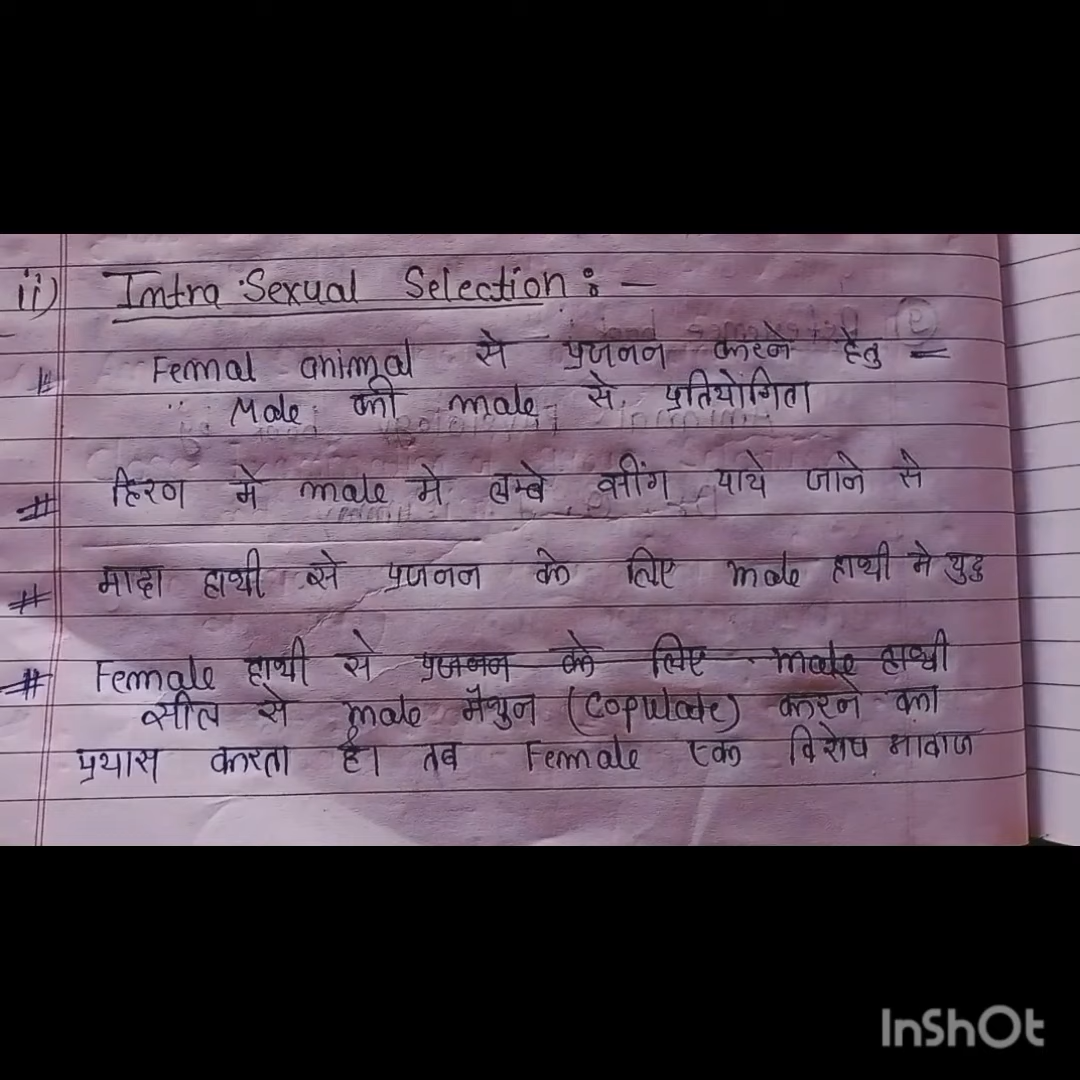 ii) Intra Sexual Selection :-
Femal animal से प्रजनन करने हेतु =
Male की male से प्रतियोगिता
# हिरण मे male मे लम्बे सींग पाये जाने से
# मादा हाथी से प्रजनन के लिए male हाथी मे युद्ध
# Female हाथी से प्रजनन के लिए male हाथी
सील से male मैथुन (Copulate) करने का
प्रयास करता है। तब Female एक विशेष आवाज
InShOt